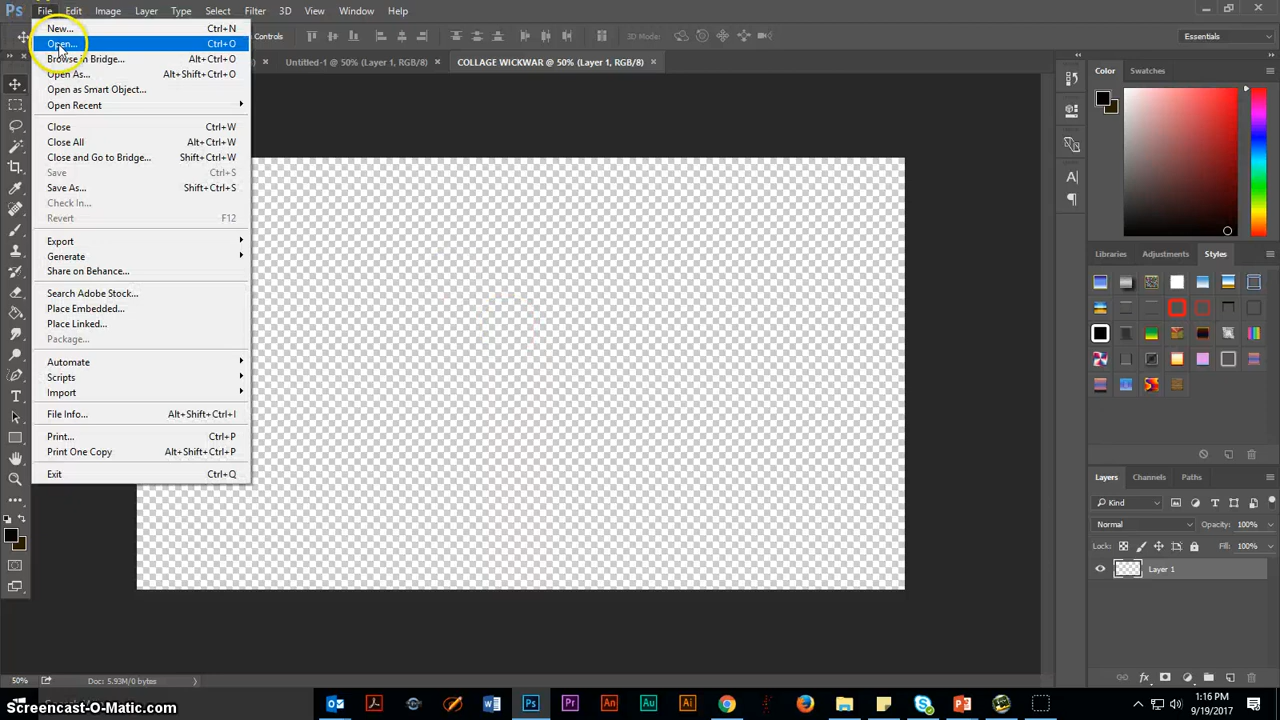 Ps File Edit Image Layer Type Select Filter 3D View Window Help
New... Ctrl+N
Controls
Essentials
Open... Ctrl+O
Browse in Bridge... Alt+Ctrl+O
Untitled-1 @ 50% (Layer 1, RGB/8) × COLLAGE WICKWAR @ 50% (Layer 1, RGB/8) ×
Open As... Alt+Shift+Ctrl+O
Color Swatches
Open as Smart Object...
Open Recent
Close Ctrl+W
Close All Alt+Ctrl+W
Close and Go to Bridge... Shift+Ctrl+W
Save Ctrl+S
Save As... Shift+Ctrl+S
Check In...
Revert F12
Export
Generate
Libraries Adjustments Styles
Share on Behance...
Search Adobe Stock...
Place Embedded...
Place Linked...
Package...
Automate
Scripts
Import
File Info... Alt+Shift+Ctrl+I
Print... Ctrl+P
Print One Copy Alt+Shift+Ctrl+P
Exit Ctrl+Q
Layers Channels Paths
Kind
Normal Opacity: 100%
Lock: Fill: 100%
Layer 1
50% Doc: 5.93M/0 bytes
Ps Pr An Au Ai
1:16 PM
9/19/2017
Screencast-O-Matic.com